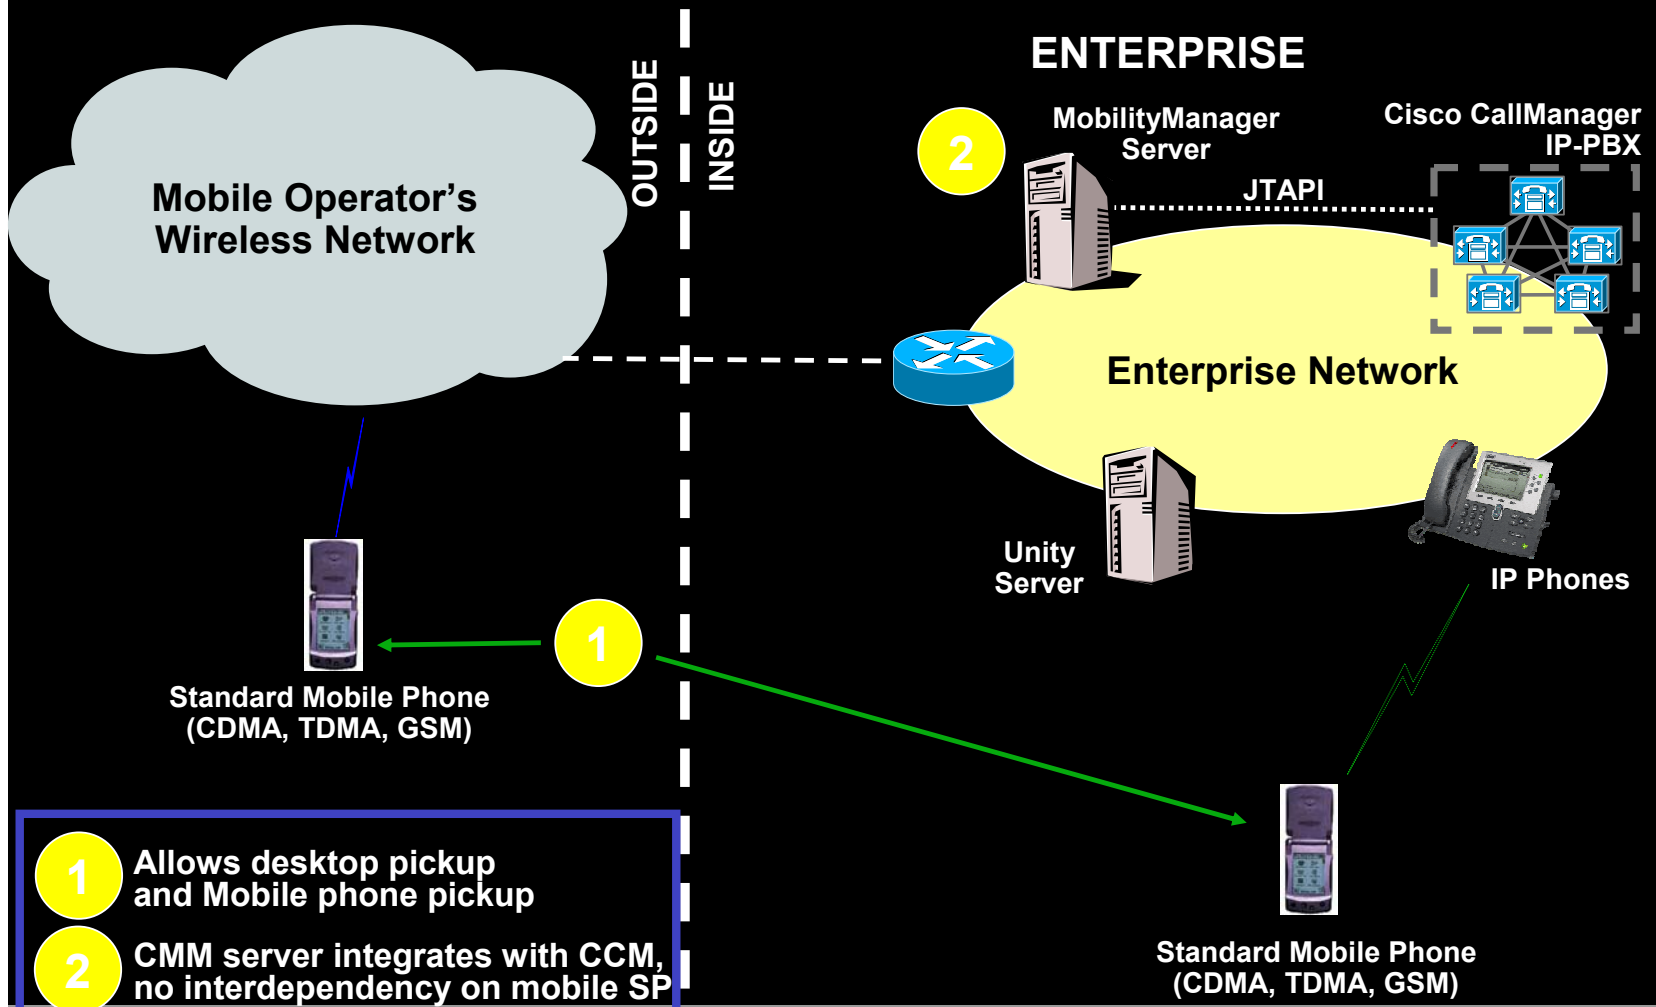 ENTERPRISE
OUTSIDE
INSIDE
2
MobilityManager
Server
Cisco CallManager
IP-PBX
JTAPI
Mobile Operator’s
Wireless Network
Enterprise Network
Unity
Server
IP Phones
1
Standard Mobile Phone
(CDMA, TDMA, GSM)
1
Allows desktop pickup
and Mobile phone pickup
2
CMM server integrates with CCM,
no interdependency on mobile SP
Standard Mobile Phone
(CDMA, TDMA, GSM)